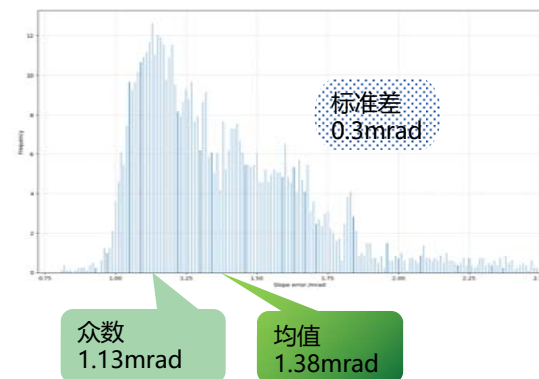 12
10
8
6
4
2
0
Frequency
标准差
0.3mrad
0.75
1.00
1.25
1.50
1.75
2.00
2.25
Slope error /mrad
众数
1.13mrad
均值
1.38mrad